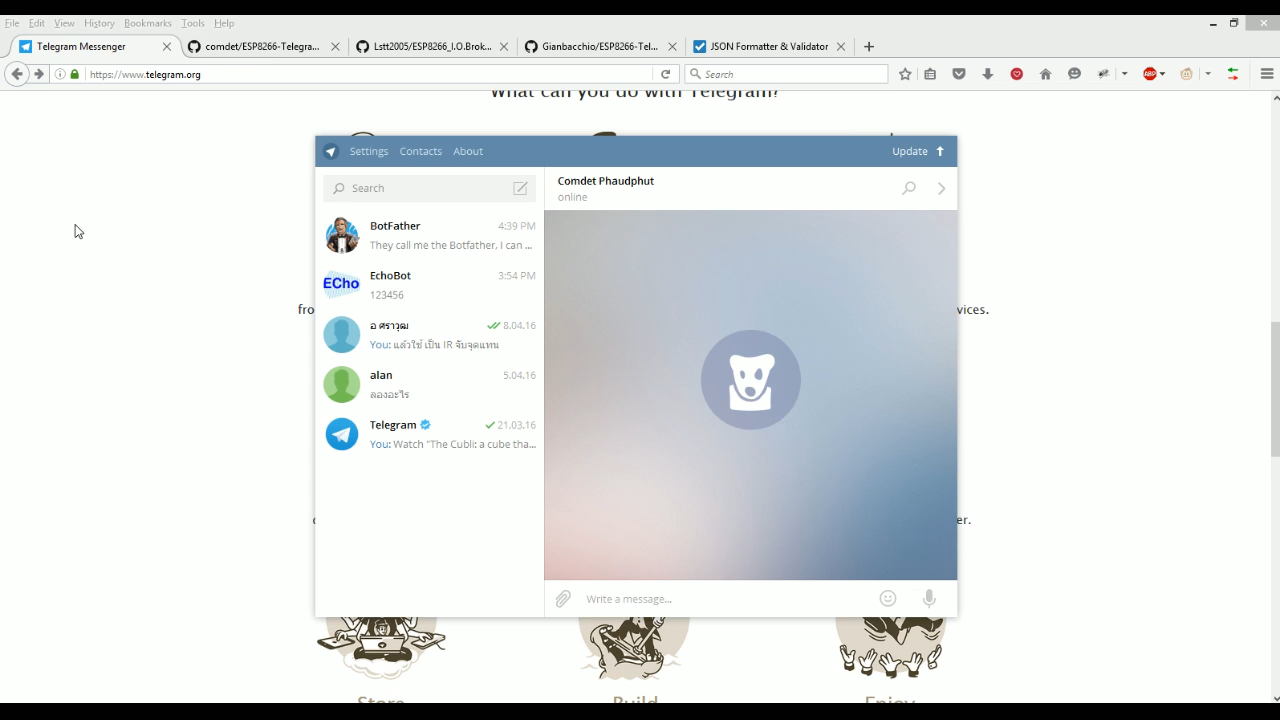 File Edit View History Bookmarks Tools Help
Telegram Messenger
comdet/ESP8266-Telegra...
Lstt2005/ESP8266_I.O.Brok...
Gianbacchio/ESP8266-Tel...
JSON Formatter & Validator
https://www.telegram.org
Search
ABP
What can you do with Telegram?
Settings Contacts About
Update
Search
Comdet Phaudphut
online
BotFather 4:39 PM
They call me the Botfather, I can ...
ECho
EchoBot 3:54 PM
123456
อ ศราวุฒ 8.04.16
You: แล้วใช้ เป็น IR จับจุดแทน
alan 5.04.16
ลองอะไร
Telegram 21.03.16
You: Watch "The Cubli: a cube tha...
fro
vices.
er.
Write a message...
Store
Build
Enjoy